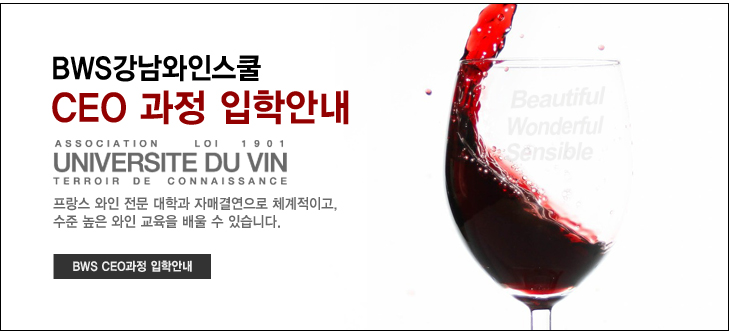 BWS강남와인스쿨
CEO 과정 입학안내
ASSOCIATION LOI 1901
UNIVERSITE DU VIN
TERROIR DE CONNAISSANCE
프랑스 와인 전문 대학과 자매결연으로 체계적이고,
수준 높은 와인 교육을 배울 수 있습니다.
BWS CEO과정 입학안내
Beautiful
Wonderful
Sensible